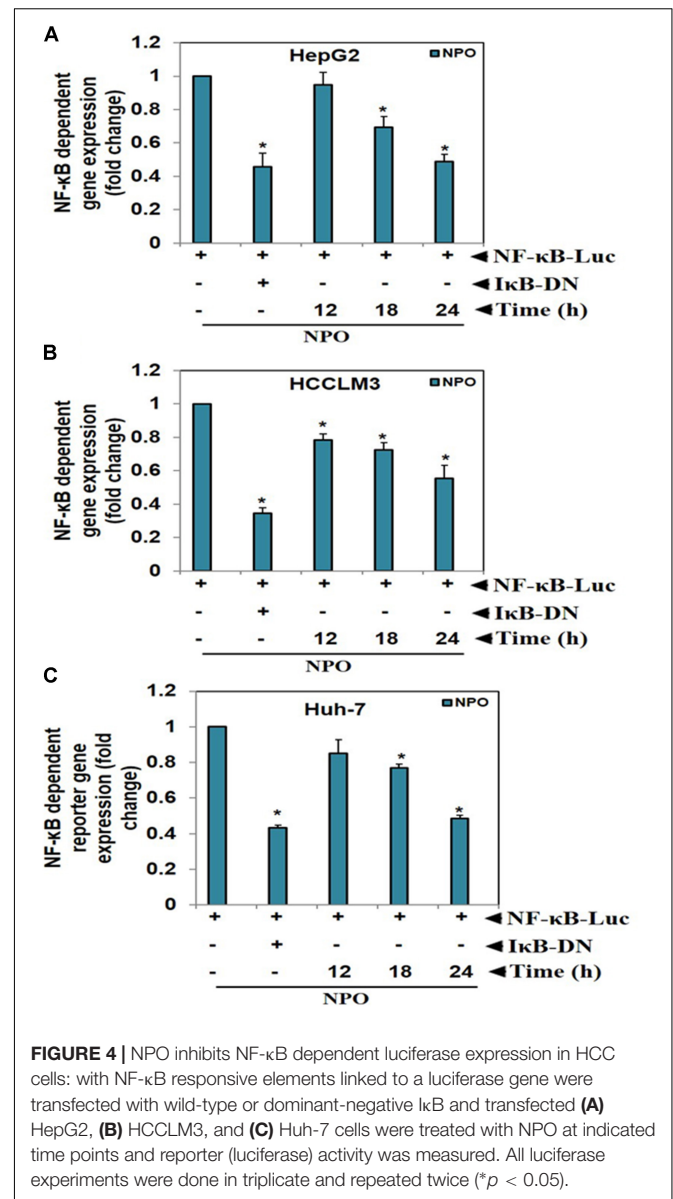 A
NF-κB dependent
gene expression
(fold change)
1.2
1
0.8
0.6
0.4
0.2
0
HepG2
NPO
*
*
*
+ + + + + NF-κB-Luc
- + - - - IκB-DN
- - 12 18 24 Time (h)
NPO
B
NF-κB dependent
gene expression
(fold change)
1.2
1
0.8
0.6
0.4
0.2
0
HCCLM3
NPO
*
*
*
*
+ + + + + NF-κB-Luc
- + - - - IκB-DN
- - 12 18 24 Time (h)
NPO
C
NF-κB dependent
reporter gene
expression (fold
change)
1.2
1
0.8
0.6
0.4
0.2
0
Huh-7
NPO
*
*
*
+ + + + + NF-κB-Luc
- + - - - IκB-DN
- - 12 18 24 Time (h)
NPO
FIGURE 4 | NPO inhibits NF-κB dependent luciferase expression in HCC
cells: with NF-κB responsive elements linked to a luciferase gene were
transfected with wild-type or dominant-negative IκB and transfected (A)
HepG2, (B) HCCLM3, and (C) Huh-7 cells were treated with NPO at indicated
time points and reporter (luciferase) activity was measured. All luciferase
experiments were done in triplicate and repeated twice (*p < 0.05).